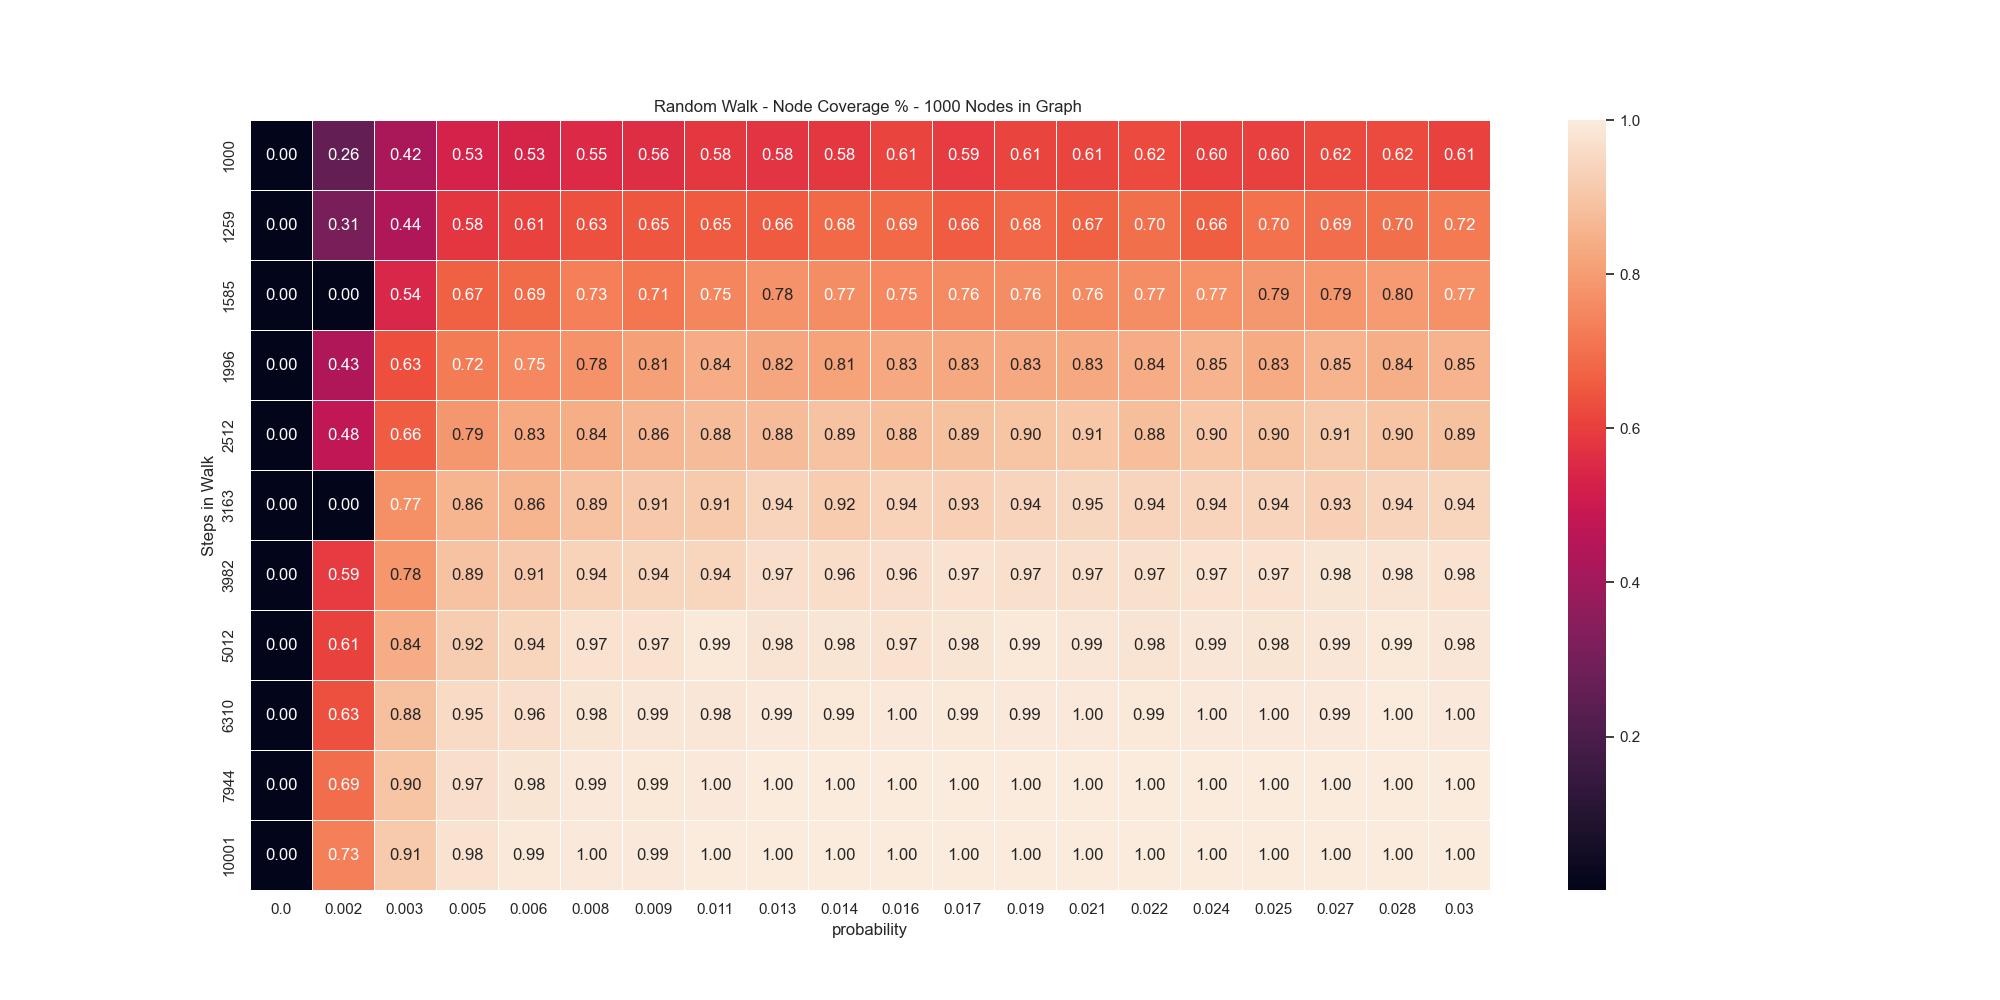 Random Walk - Node Coverage % - 1000 Nodes in Graph
1000 0.00 0.26 0.42 0.53 0.53 0.55 0.56 0.58 0.58 0.58 0.61 0.59 0.61 0.61 0.62 0.60 0.60 0.62 0.62 0.61
1259 0.00 0.31 0.44 0.58 0.61 0.63 0.65 0.65 0.66 0.68 0.69 0.66 0.68 0.67 0.70 0.66 0.70 0.69 0.70 0.72
1585 0.00 0.00 0.54 0.67 0.69 0.73 0.71 0.75 0.78 0.77 0.75 0.76 0.76 0.76 0.77 0.77 0.79 0.79 0.80 0.77
1996 0.00 0.43 0.63 0.72 0.75 0.78 0.81 0.84 0.82 0.81 0.83 0.83 0.83 0.83 0.84 0.85 0.83 0.85 0.84 0.85
2512 0.00 0.48 0.66 0.79 0.83 0.84 0.86 0.88 0.88 0.89 0.88 0.89 0.90 0.91 0.88 0.90 0.90 0.91 0.90 0.89
3163 0.00 0.00 0.77 0.86 0.86 0.89 0.91 0.91 0.94 0.92 0.94 0.93 0.94 0.95 0.94 0.94 0.94 0.93 0.94 0.94
3982 0.00 0.59 0.78 0.89 0.91 0.94 0.94 0.94 0.97 0.96 0.96 0.97 0.97 0.97 0.97 0.97 0.97 0.98 0.98 0.98
5012 0.00 0.61 0.84 0.92 0.94 0.97 0.97 0.99 0.98 0.98 0.97 0.98 0.99 0.99 0.98 0.99 0.98 0.99 0.99 0.98
6310 0.00 0.63 0.88 0.95 0.96 0.98 0.99 0.98 0.99 0.99 1.00 0.99 0.99 1.00 0.99 1.00 1.00 0.99 1.00 1.00
7944 0.00 0.69 0.90 0.97 0.98 0.99 0.99 1.00 1.00 1.00 1.00 1.00 1.00 1.00 1.00 1.00 1.00 1.00 1.00 1.00
10001 0.00 0.73 0.91 0.98 0.99 1.00 0.99 1.00 1.00 1.00 1.00 1.00 1.00 1.00 1.00 1.00 1.00 1.00 1.00 1.00
0.0 0.002 0.003 0.005 0.006 0.008 0.009 0.011 0.013 0.014 0.016 0.017 0.019 0.021 0.022 0.024 0.025 0.027 0.028 0.03
probability
Steps in Walk
1.0
0.8
0.6
0.4
0.2